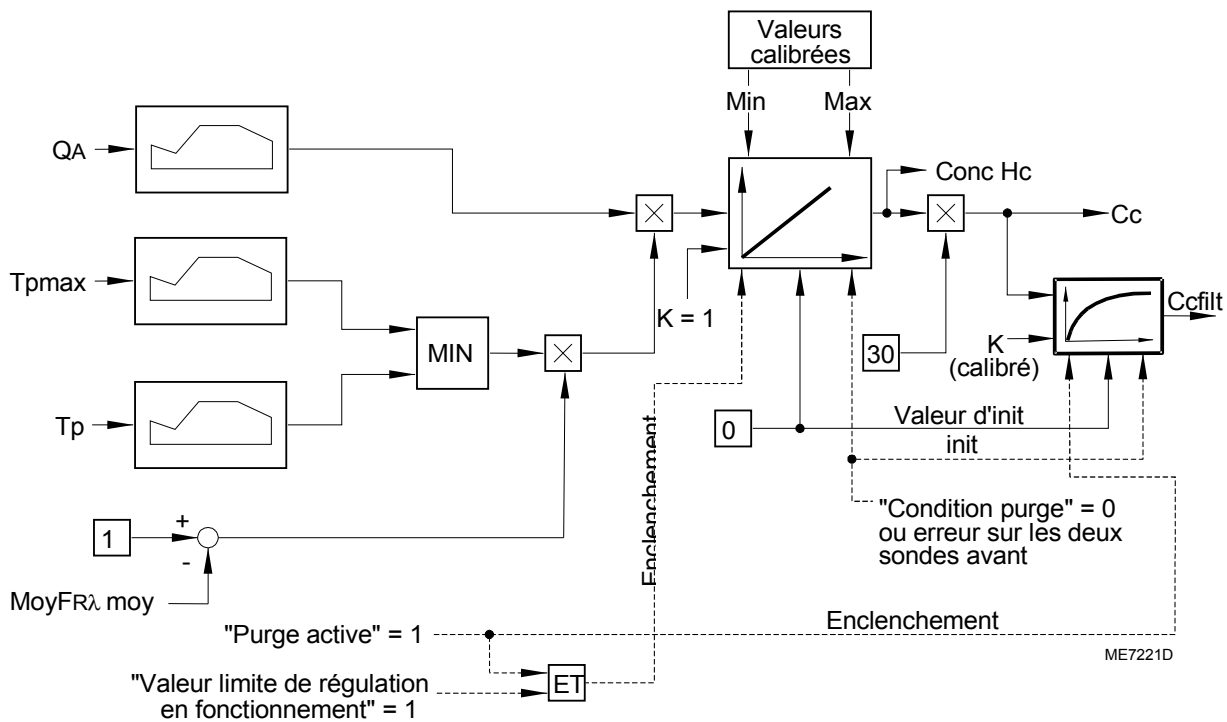 Valeurs
calibrées
Min
Max
QA
Conc Hc
Cc
Tpmax
K = 1
Ccfilt
MIN
30
K
(calibré)
Tp
0
Valeur d'init
init
Enclenchement
"Condition purge" = 0
ou erreur sur les deux
sondes avant
1
+
-
MoyFRλ moy
"Purge active" = 1
Enclenchement
ME7221D
"Valeur limite de régulation
en fonctionnement" = 1
ET